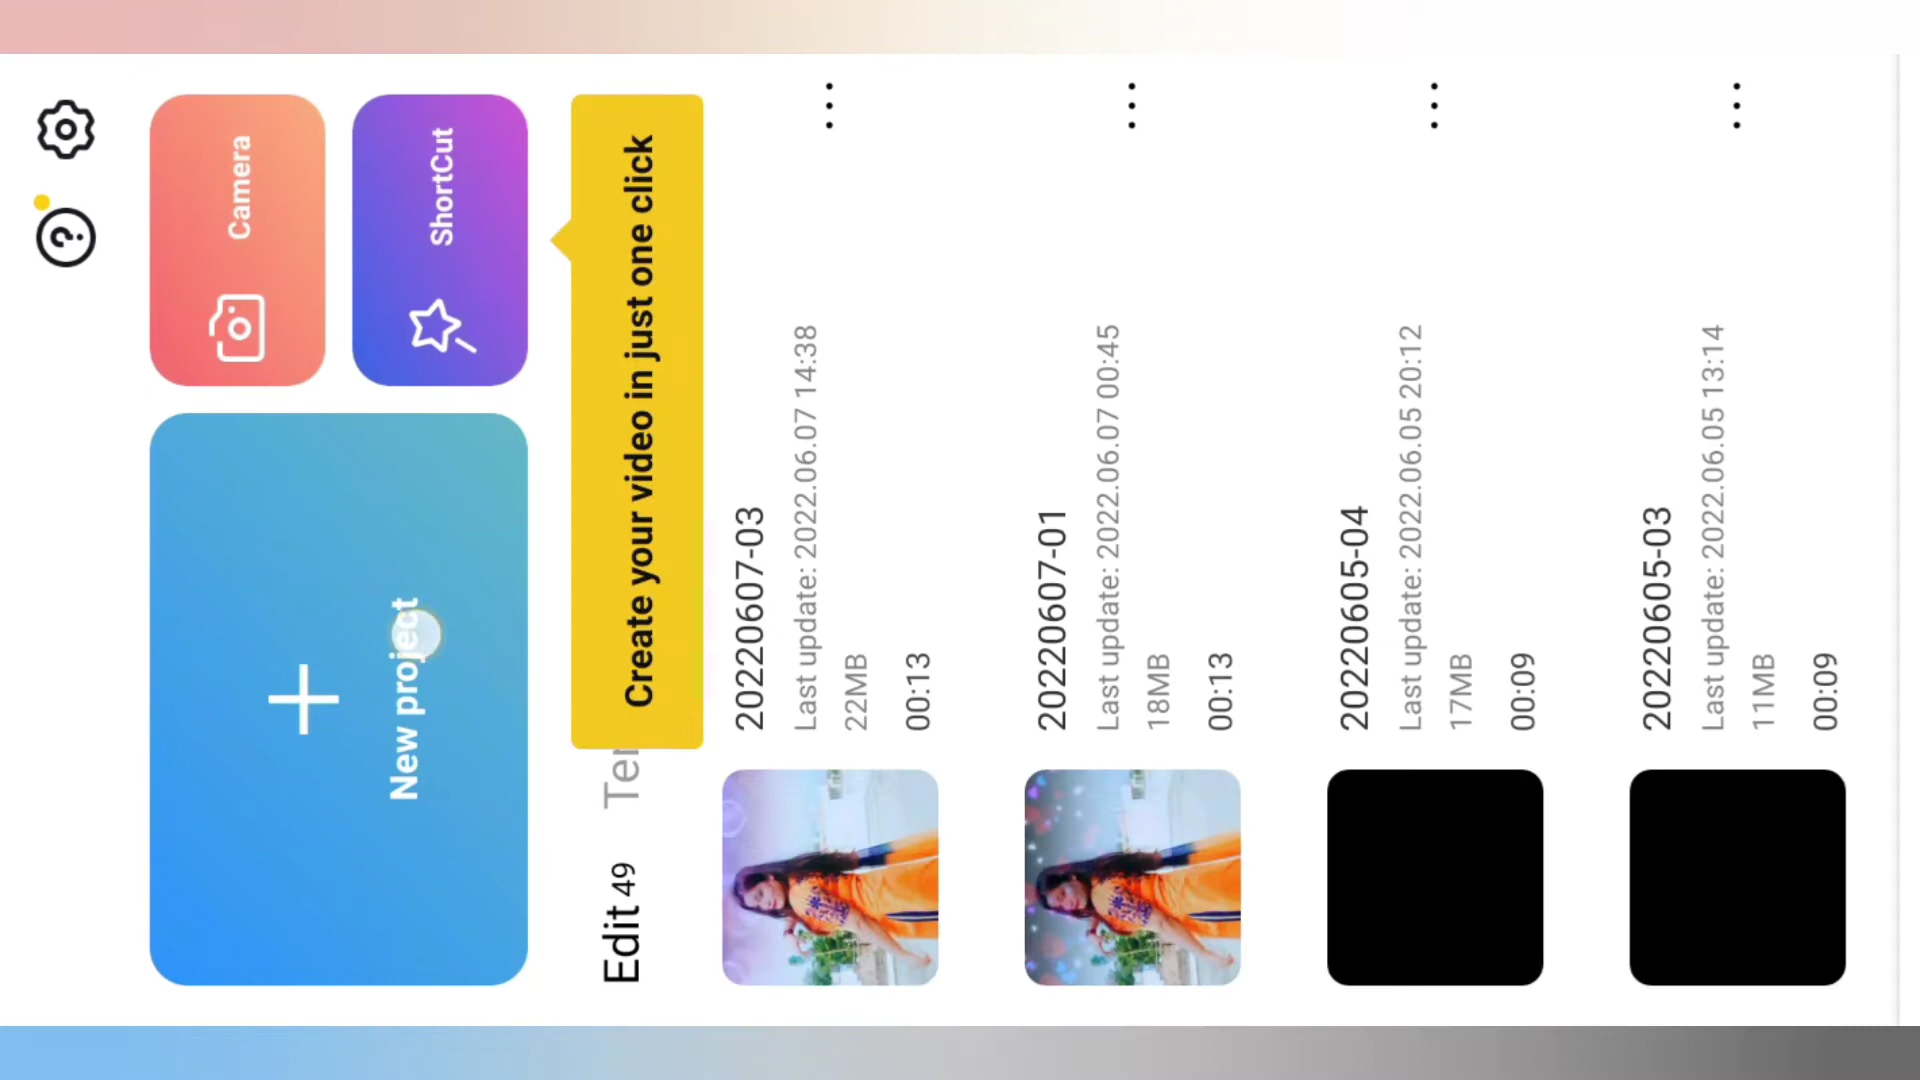 Camera
New project
ShortCut
Create your video in just one click
Edit 49
20220607-03
Last update: 2022.06.07 14:38
22MB
00:13
20220607-01
Last update: 2022.06.07 00:45
18MB
00:13
20220605-04
Last update: 2022.06.05 20:12
17MB
00:09
20220605-03
Last update: 2022.06.05 13:14
11MB
00:09